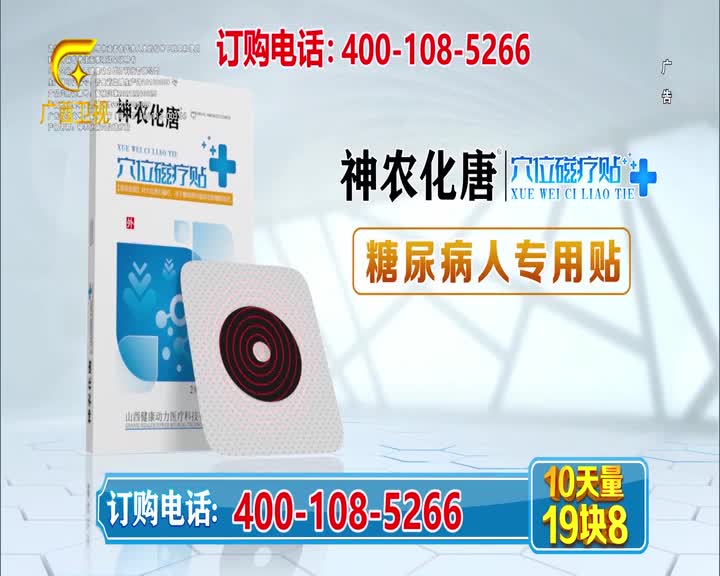 订购电话: 400-108-5266
广告
广西卫视
神农化唐
穴位磁疗贴
XUE WEI CI LIAO TIE
外
山西健康动力医疗科技
神农化唐®
穴位磁疗贴
XUE WEI CI LIAO TIE
糖尿病人专用贴
订购电话: 400-108-5266
10天量
19块8